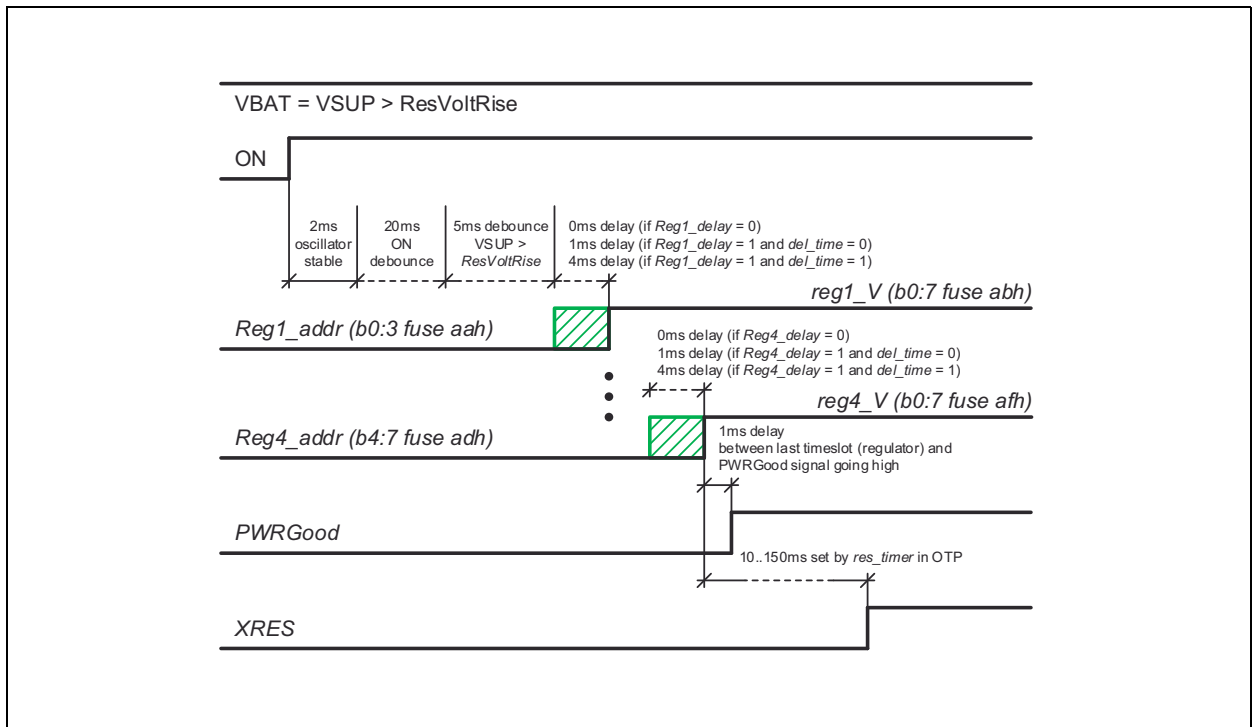 VBAT = VSUP > ResVoltRise
ON
2ms
oscillator
stable
20ms
ON
debounce
5ms debounce
VSUP >
ResVoltRise
0ms delay (if Reg1_delay = 0)
1ms delay (if Reg1_delay = 1 and del_time = 0)
4ms delay (if Reg1_delay = 1 and del_time = 1)
reg1_V (b0:7 fuse abh)
Reg1_addr (b0:3 fuse aah)
0ms delay (if Reg4_delay = 0)
1ms delay (if Reg4_delay = 1 and del_time = 0)
4ms delay (if Reg4_delay = 1 and del_time = 1)
reg4_V (b0:7 fuse afh)
Reg4_addr (b4:7 fuse adh)
1ms delay
between last timeslot (regulator) and
PWRGood signal going high
PWRGood
10..150ms set by res_timer in OTP
XRES